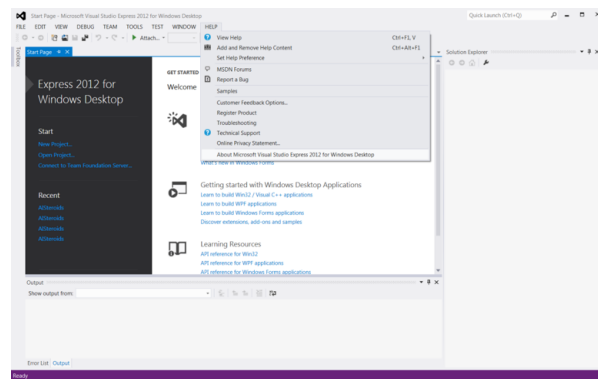 Start Page - Microsoft Visual Studio Express 2012 for Windows Desktop
Quick Launch (Ctrl+Q)
FILE EDIT VIEW DEBUG TEAM TOOLS TEST WINDOW HELP
Attach...
View Help Ctrl+F1, V
Add and Remove Help Content Ctrl+Alt+F1
Set Help Preference
MSDN Forums
Report a Bug
Samples
Customer Feedback Options...
Register Product
Troubleshooting
Technical Support
Online Privacy Statement...
About Microsoft Visual Studio Express 2012 for Windows Desktop
Toolbox
Start Page
Solution Explorer
Express 2012 for
Windows Desktop
Start
New Project...
Open Project...
Connect to Team Foundation Server...
Recent
AISteroids
AISteroids
AISteroids
AISteroids
GET STARTED
Welcome
What's New in Windows Forms
Getting started with Windows Desktop Applications
Learn to build Win32 / Visual C++ applications
Learn to build WPF applications
Learn to build Windows Forms applications
Discover extensions, add-ons and samples
Learning Resources
API reference for Win32
API reference for WPF applications
API reference for Windows Forms applications
Output
Show output from:
Error List Output
Ready